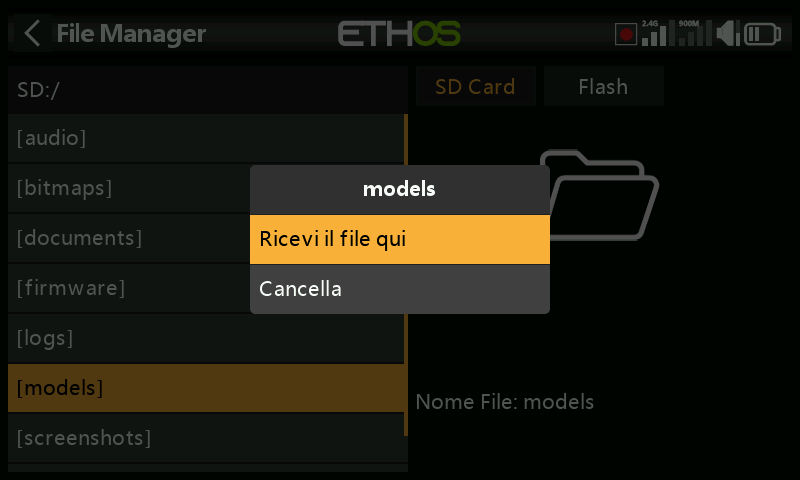 File Manager
ETHOS
2.4G
900M
SD:/
SD Card
Flash
[audio]
[bitmaps]
[documents]
[firmware]
[logs]
[models]
[screenshots]
models
Ricevi il file qui
Cancella
Nome File: models